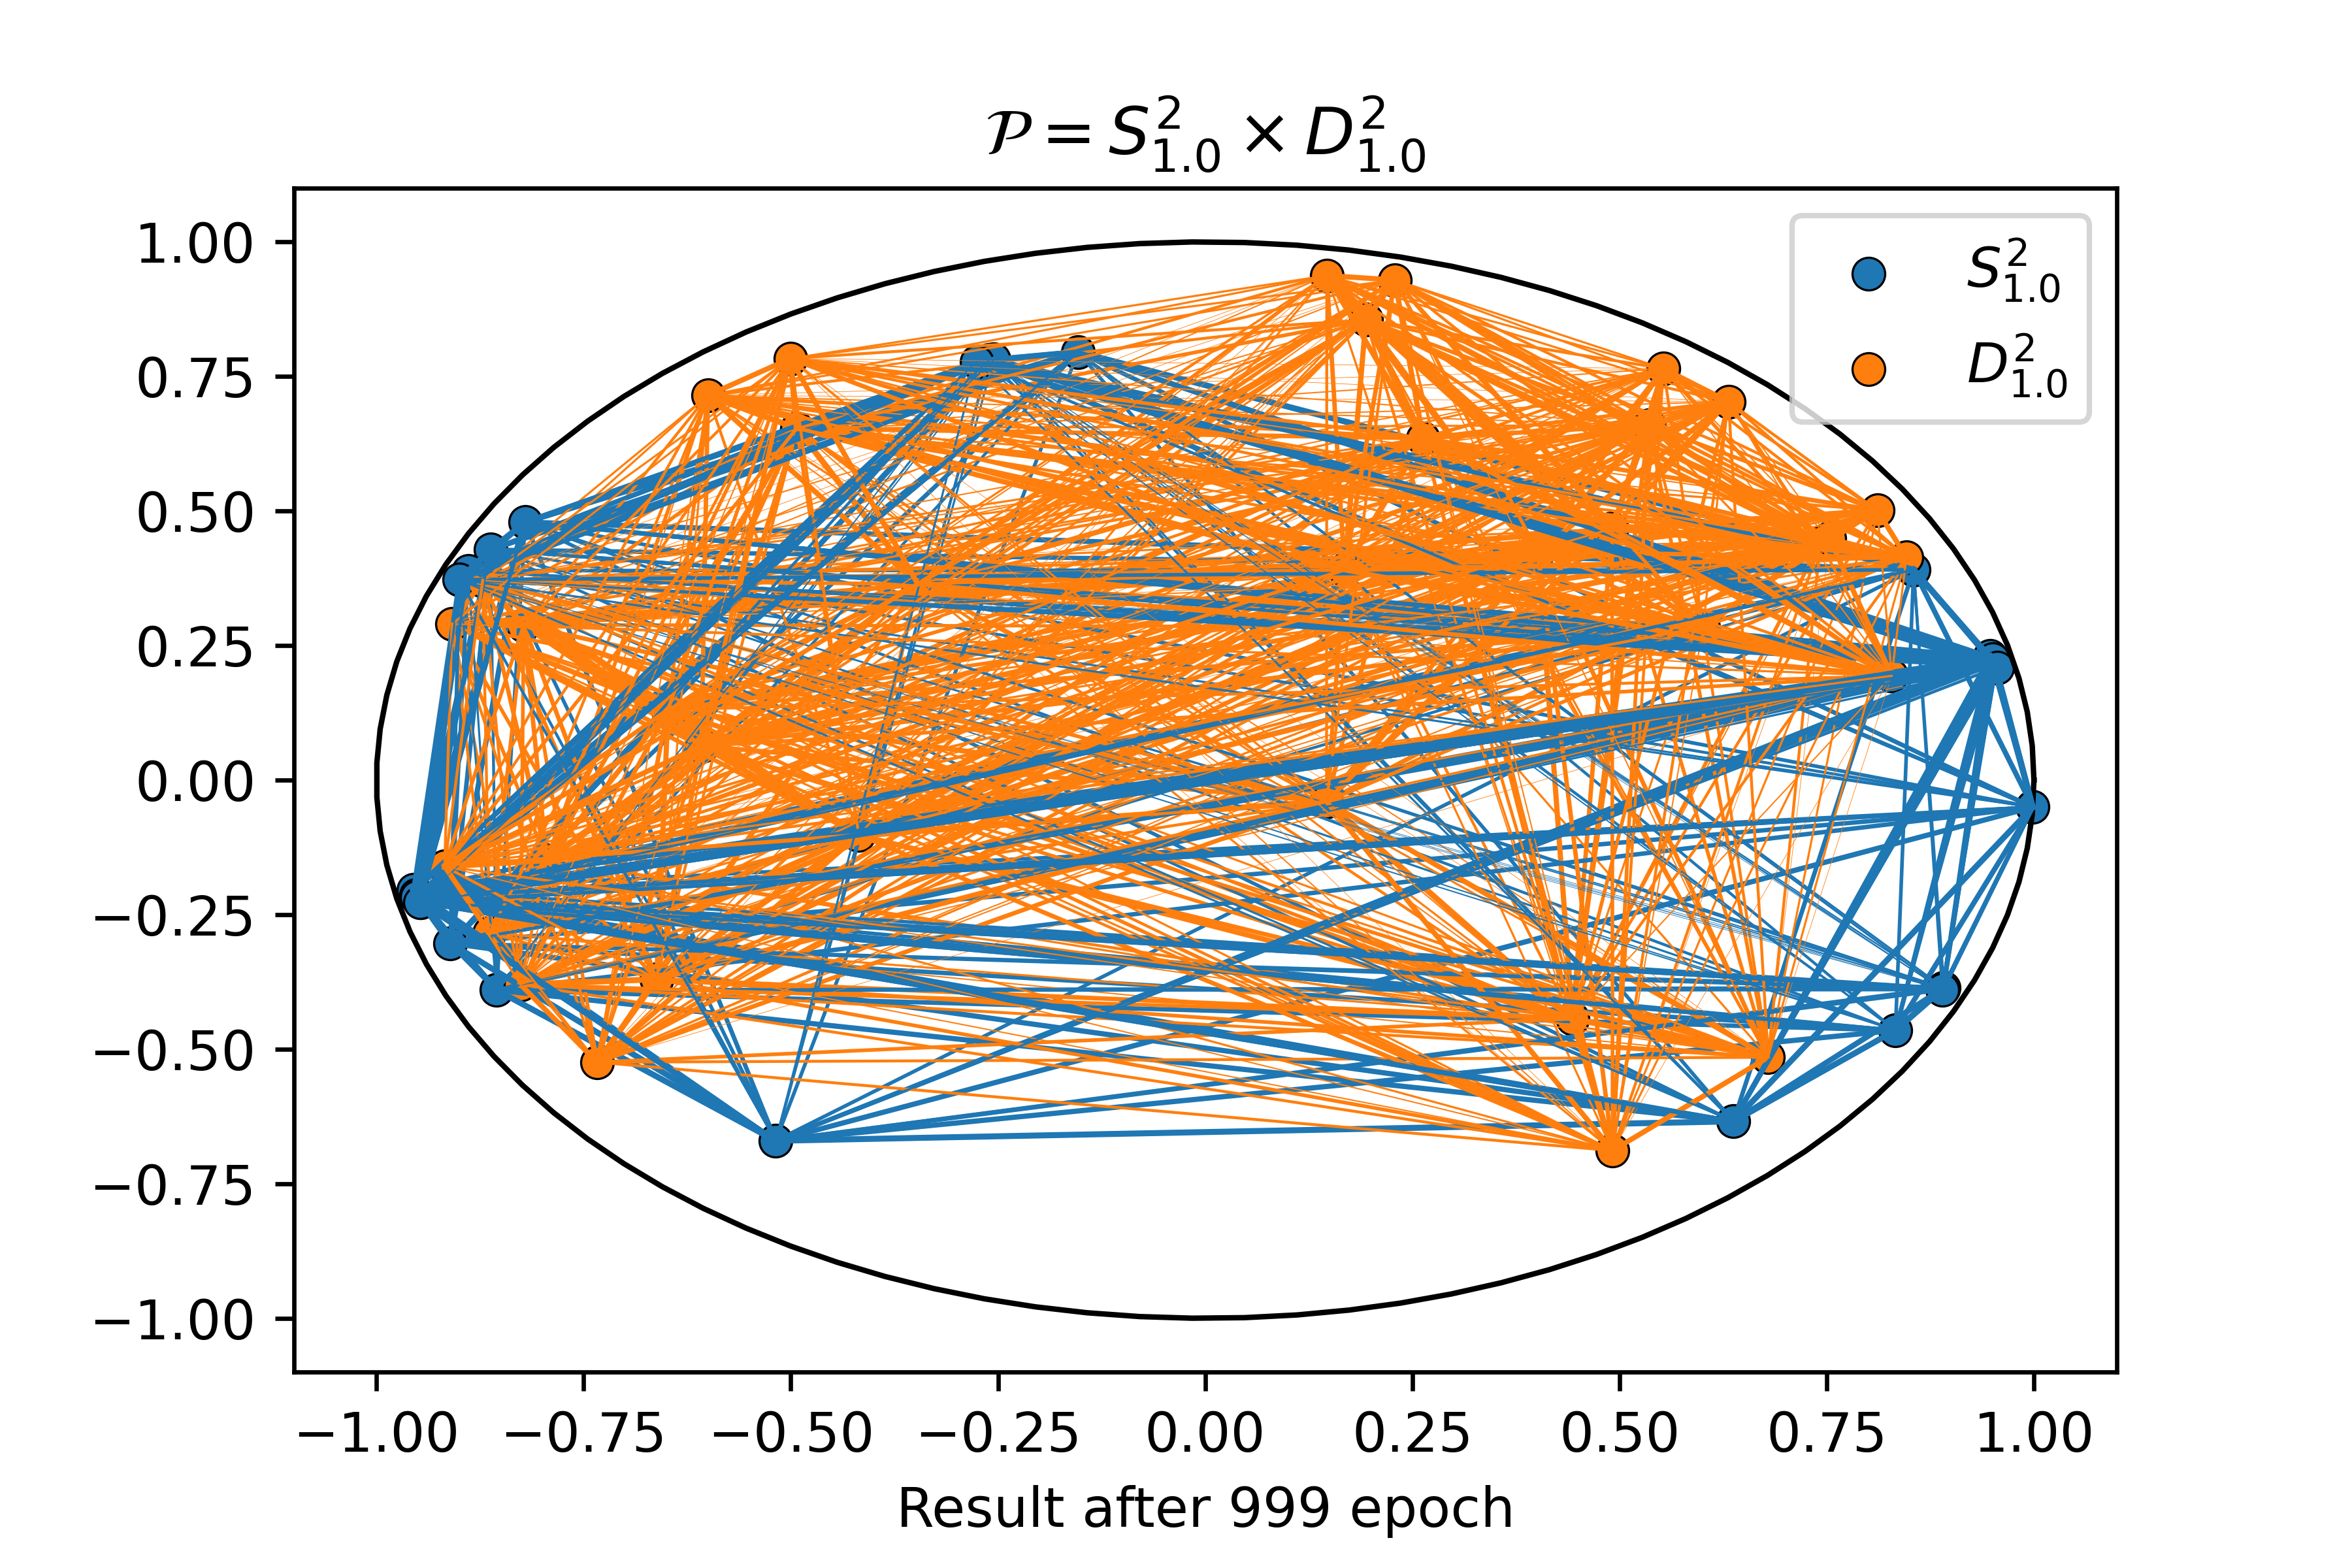 𝒫 = S²₁.₀ × D²₁.₀
1.00
0.75
0.50
0.25
0.00
−0.25
−0.50
−0.75
−1.00
S²₁.₀
D²₁.₀
−1.00 −0.75 −0.50 −0.25 0.00 0.25 0.50 0.75 1.00
Result after 999 epoch